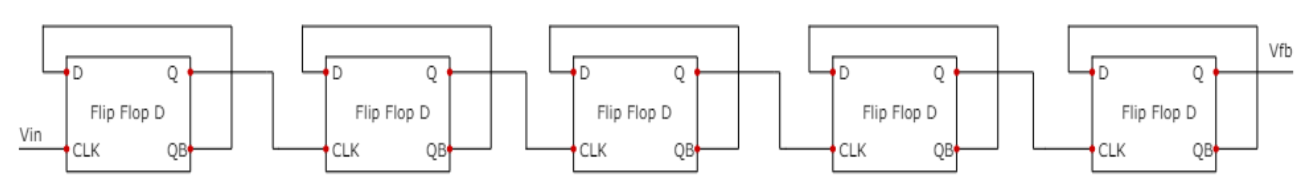 Vfb
D Q D Q D Q D Q D Q
Flip Flop D Flip Flop D Flip Flop D Flip Flop D Flip Flop D
Vin
CLK QB CLK QB CLK QB CLK QB CLK QB